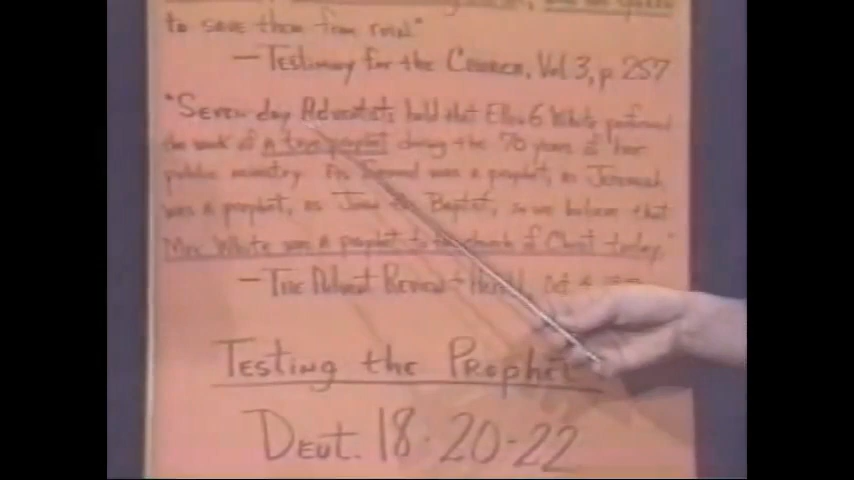 to save them from ruin."
— Testimony for the Church, Vol 3, p. 257
"Seven day Adventists hold that Ellen G White performed
the work of a true prophet during the 70 years of her
public ministry. As Samuel was a prophet, as Jeremiah
was a prophet, as John the Baptist, so we believe that
Mrs. White was a prophet to the church of Christ today."
— The Advent Review + Herald, Oct 4
Testing the Prophet
Deut. 18.20-22